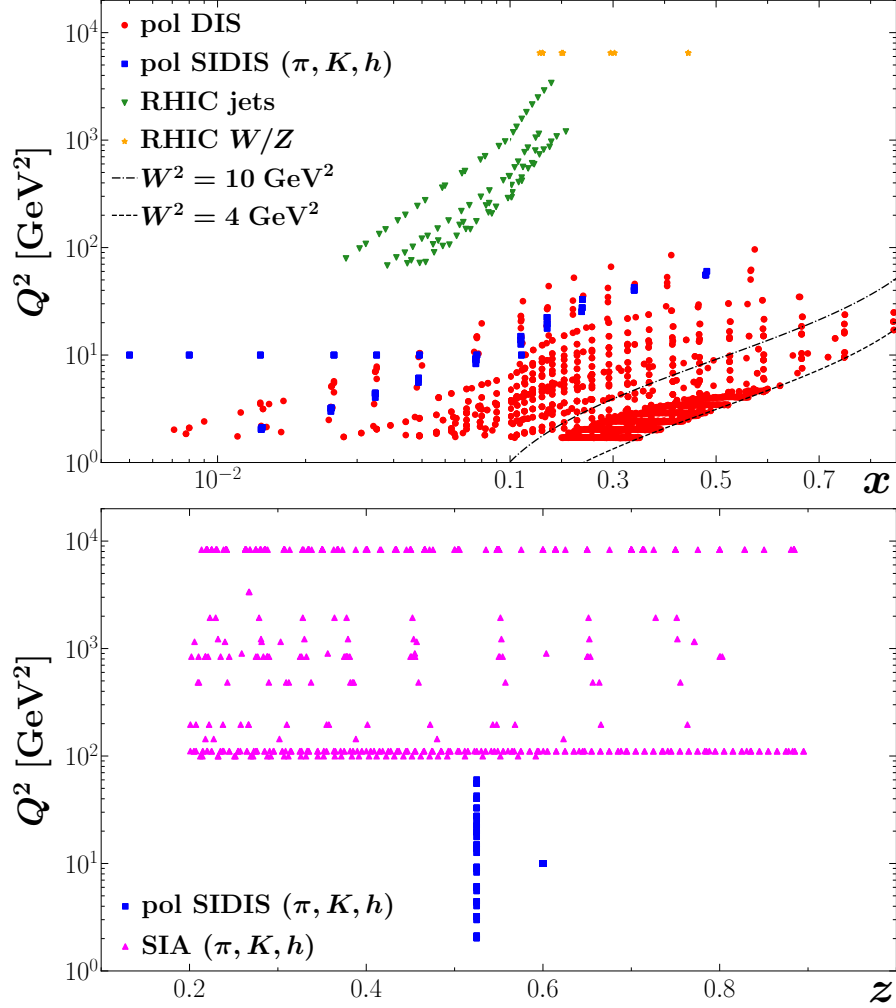 10⁴
10³
10²
10¹
10⁰
Q² [GeV²]
pol DIS
pol SIDIS (π, K, h)
RHIC jets
RHIC W/Z
W² = 10 GeV²
W² = 4 GeV²
10⁻² 0.1 0.3 0.5 0.7 x
10⁴
10³
10²
10¹
10⁰
Q² [GeV²]
pol SIDIS (π, K, h)
SIA (π, K, h)
0.2 0.4 0.6 0.8 z